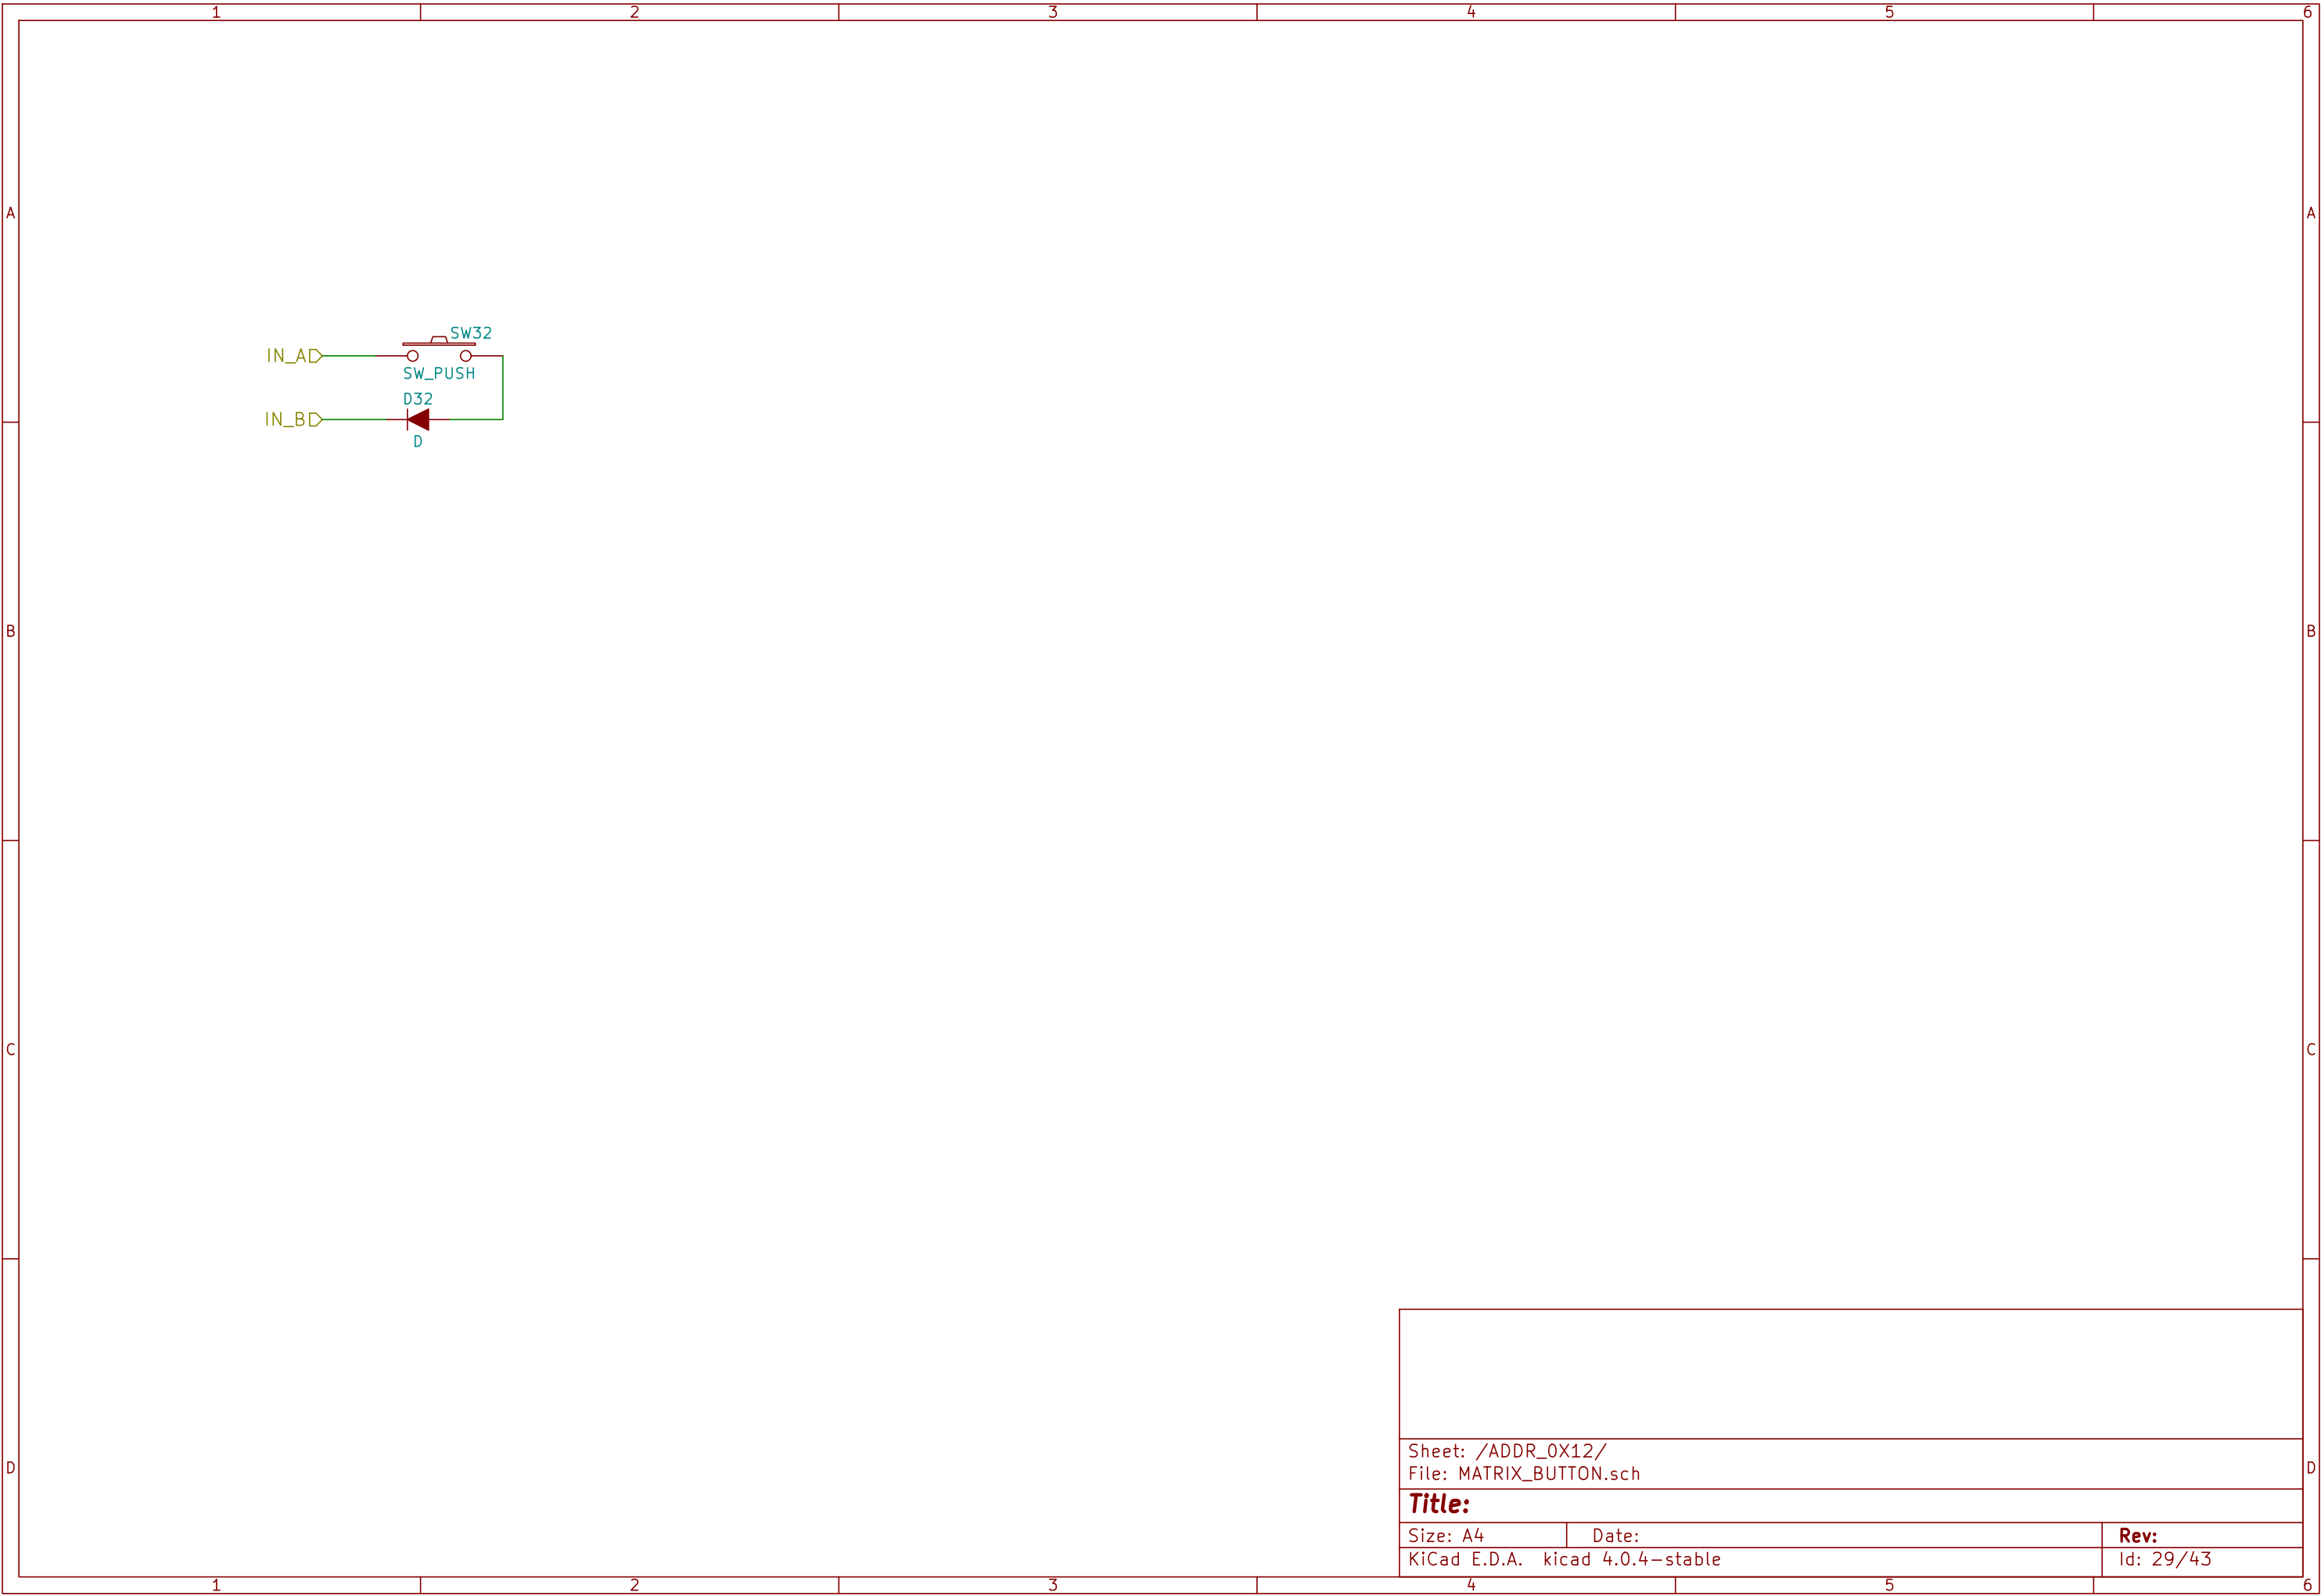 1 2 3 4 5 6
A A
IN_A SW32
SW_PUSH
D32
IN_B
D
B B
C C
Sheet: /ADDR_0X12/
D D
File: MATRIX_BUTTON.sch
Title:
Size: A4 Date: Rev:
KiCad E.D.A. kicad 4.0.4-stable Id: 29/43
1 2 3 4 5 6